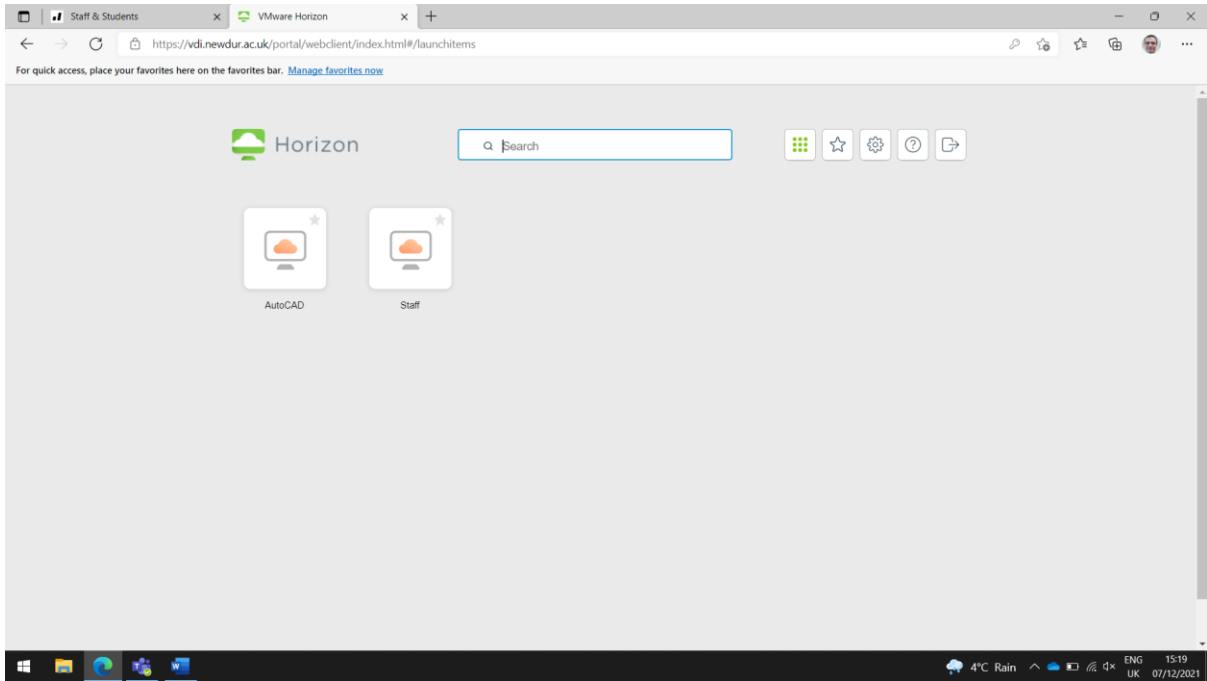 Staff & Students
VMware Horizon
https://vdi.newdur.ac.uk/portal/webclient/index.html#/launchitems
For quick access, place your favorites here on the favorites bar. Manage favorites now
Horizon
Search
AutoCAD
Staff
4°C Rain
ENG
UK
15:19
07/12/2021